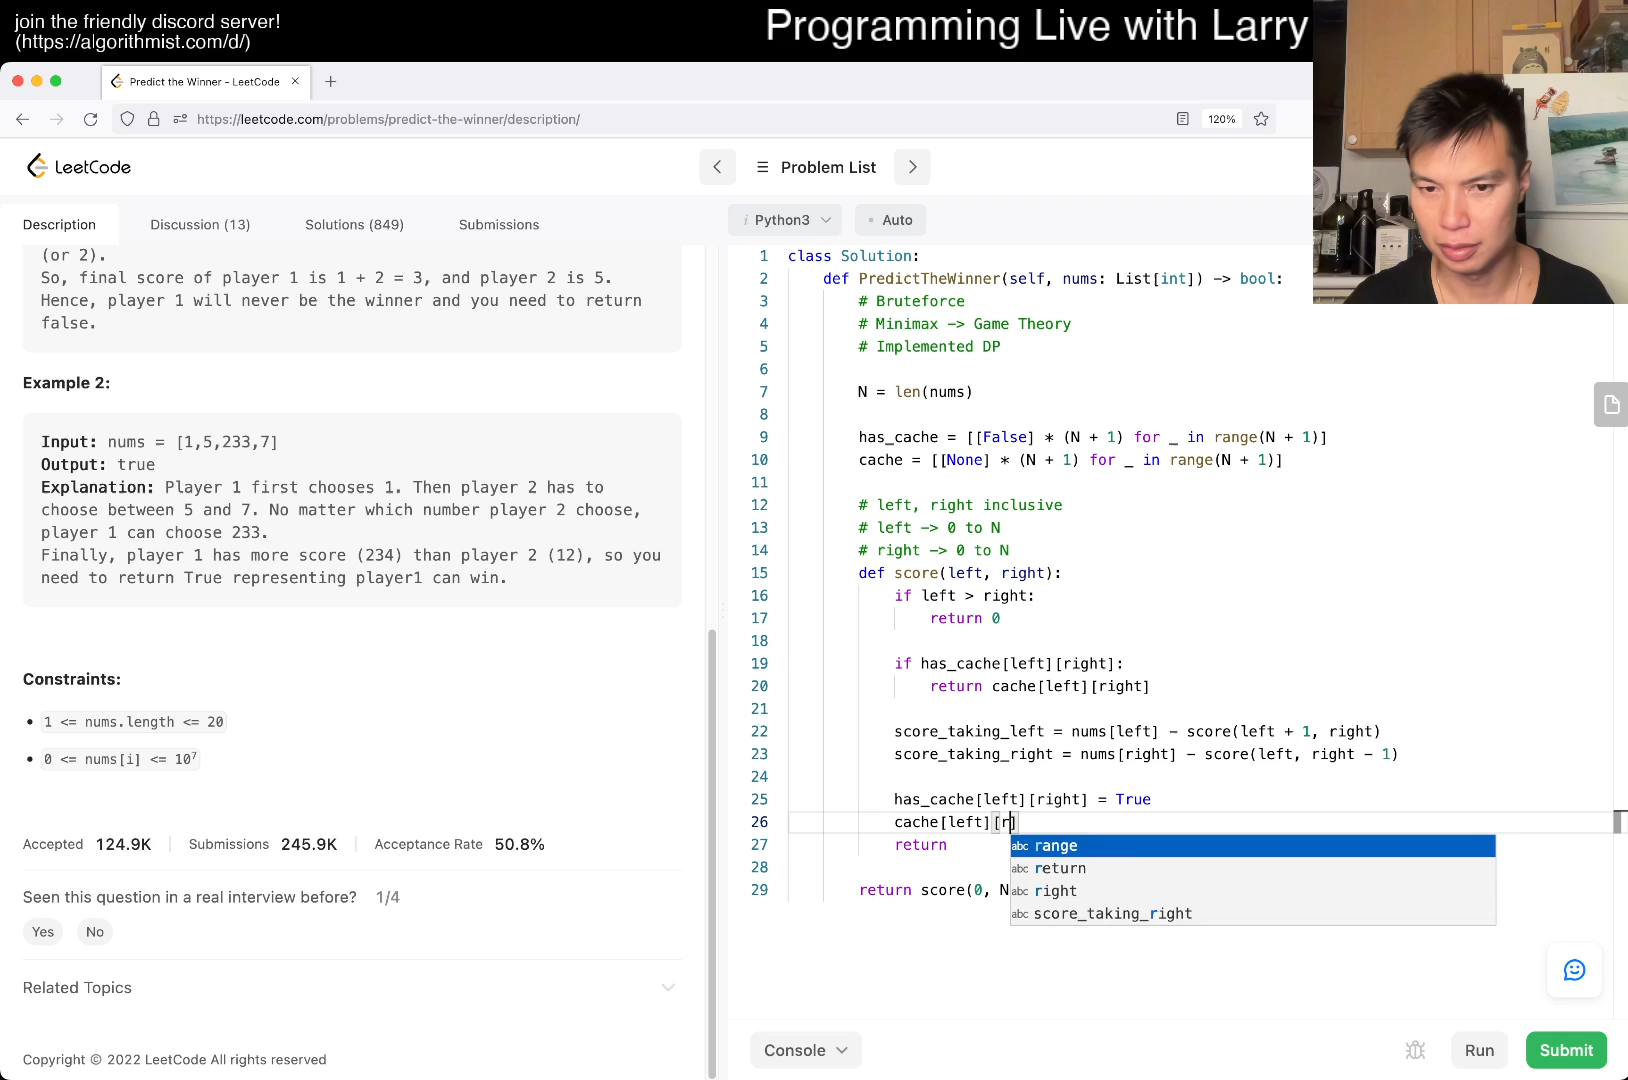 join the friendly discord server!
(https://algorithmist.com/d/)
Programming Live with Larry
Predict the Winner - LeetCode
https://leetcode.com/problems/predict-the-winner/description/
120%
LeetCode
Problem List
Description
Discussion (13)
Solutions (849)
Submissions
(or 2).
So, final score of player 1 is 1 + 2 = 3, and player 2 is 5.
Hence, player 1 will never be the winner and you need to return
false.
Example 2:
Input: nums = [1,5,233,7]
Output: true
Explanation: Player 1 first chooses 1. Then player 2 has to
choose between 5 and 7. No matter which number player 2 choose,
player 1 can choose 233.
Finally, player 1 has more score (234) than player 2 (12), so you
need to return True representing player1 can win.
Constraints:
• 1 <= nums.length <= 20
• 0 <= nums[i] <= 10⁷
Accepted 124.9K
Submissions 245.9K
Acceptance Rate 50.8%
Seen this question in a real interview before? 1/4
Yes
No
Related Topics
Copyright © 2022 LeetCode All rights reserved
i Python3
• Auto
1 class Solution:
2 def PredictTheWinner(self, nums: List[int]) -> bool:
3 # Bruteforce
4 # Minimax -> Game Theory
5 # Implemented DP
6
7 N = len(nums)
8
9 has_cache = [[False] * (N + 1) for _ in range(N + 1)]
10 cache = [[None] * (N + 1) for _ in range(N + 1)]
11
12 # left, right inclusive
13 # left -> 0 to N
14 # right -> 0 to N
15 def score(left, right):
16 if left > right:
17 return 0
18
19 if has_cache[left][right]:
20 return cache[left][right]
21
22 score_taking_left = nums[left] - score(left + 1, right)
23 score_taking_right = nums[right] - score(left, right - 1)
24
25 has_cache[left][right] = True
26 cache[left][r]
27 return
28
29 return score(0, N
abc range
abc return
abc right
abc score_taking_right
Console
Run
Submit